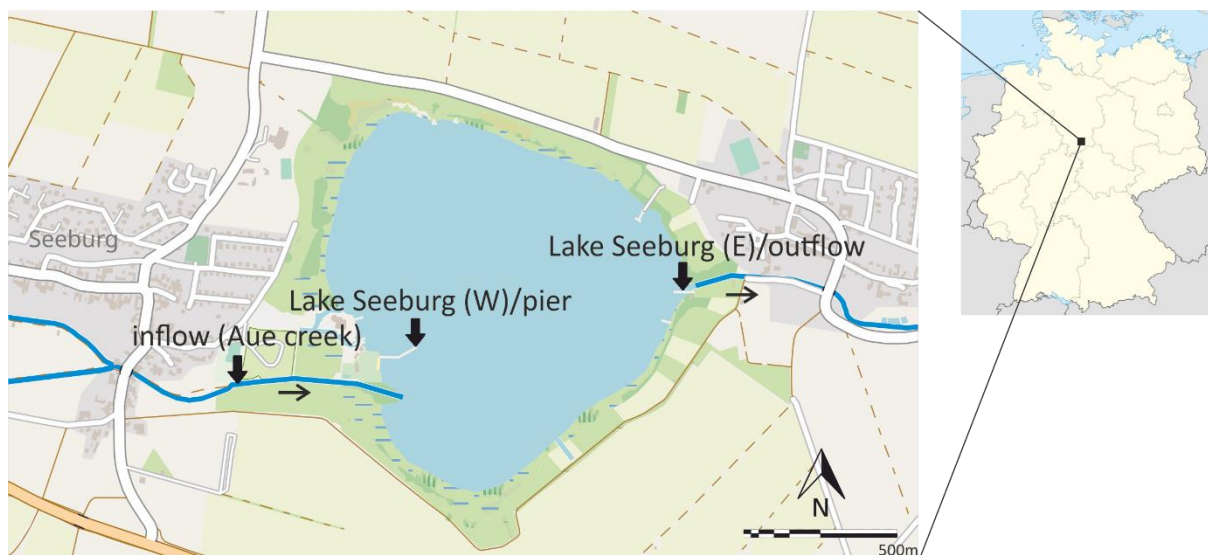 Seeburg
Lake Seeburg (E)/outflow
Lake Seeburg (W)/pier
inflow (Aue creek)
N
500m